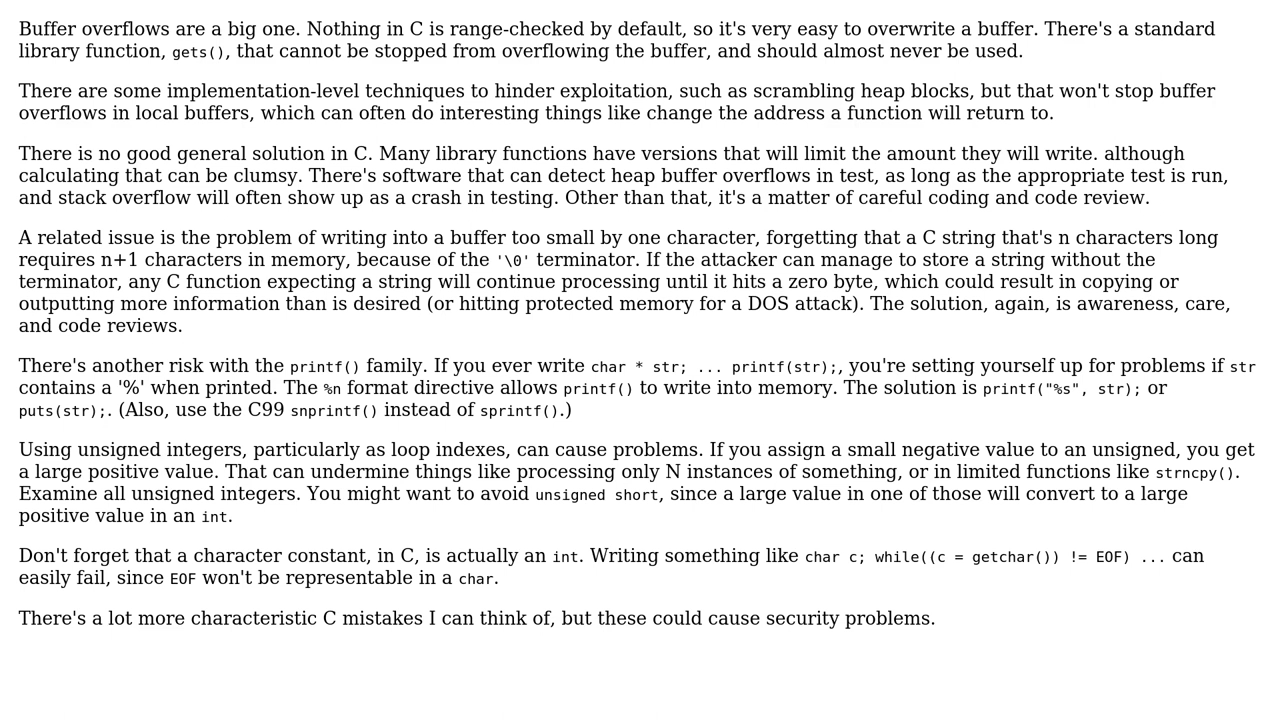 Buffer overflows are a big one. Nothing in C is range-checked by default, so it's very easy to overwrite a buffer. There's a standard
library function, gets(), that cannot be stopped from overflowing the buffer, and should almost never be used.
There are some implementation-level techniques to hinder exploitation, such as scrambling heap blocks, but that won't stop buffer
overflows in local buffers, which can often do interesting things like change the address a function will return to.
There is no good general solution in C. Many library functions have versions that will limit the amount they will write. although
calculating that can be clumsy. There's software that can detect heap buffer overflows in test, as long as the appropriate test is run,
and stack overflow will often show up as a crash in testing. Other than that, it's a matter of careful coding and code review.
A related issue is the problem of writing into a buffer too small by one character, forgetting that a C string that's n characters long
requires n+1 characters in memory, because of the '\0' terminator. If the attacker can manage to store a string without the
terminator, any C function expecting a string will continue processing until it hits a zero byte, which could result in copying or
outputting more information than is desired (or hitting protected memory for a DOS attack). The solution, again, is awareness, care,
and code reviews.
There's another risk with the printf() family. If you ever write char * str; ... printf(str);, you're setting yourself up for problems if str
contains a '%' when printed. The %n format directive allows printf() to write into memory. The solution is printf("%s", str); or
puts(str);. (Also, use the C99 snprintf() instead of sprintf().)
Using unsigned integers, particularly as loop indexes, can cause problems. If you assign a small negative value to an unsigned, you get
a large positive value. That can undermine things like processing only N instances of something, or in limited functions like strncpy().
Examine all unsigned integers. You might want to avoid unsigned short, since a large value in one of those will convert to a large
positive value in an int.
Don't forget that a character constant, in C, is actually an int. Writing something like char c; while((c = getchar()) != EOF) ... can
easily fail, since EOF won't be representable in a char.
There's a lot more characteristic C mistakes I can think of, but these could cause security problems.